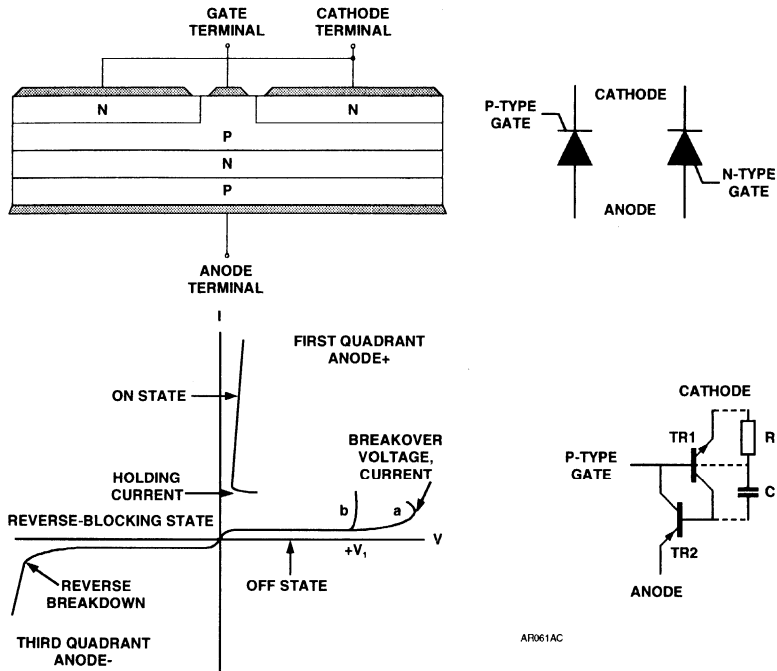 GATE
TERMINAL
CATHODE
TERMINAL
N
N
P
N
P
ANODE
TERMINAL
P-TYPE
GATE
CATHODE
N-TYPE
GATE
ANODE
I
FIRST QUADRANT
ANODE+
ON STATE
BREAKOVER
VOLTAGE,
CURRENT
HOLDING
CURRENT
b
a
REVERSE-BLOCKING STATE
V
+V1
OFF STATE
REVERSE
BREAKDOWN
THIRD QUADRANT
ANODE-
CATHODE
TR1
R
P-TYPE
GATE
C
TR2
ANODE
AR061AC